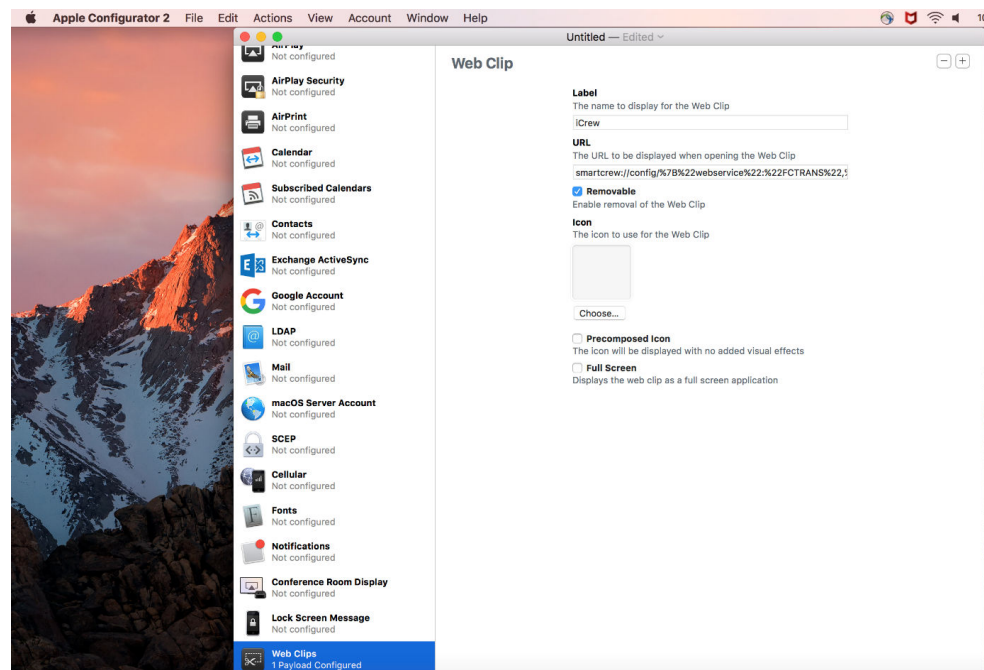 Apple Configurator 2 File Edit Actions View Account Window Help
Untitled — Edited
AirPlay
Not configured
AirPlay Security
Not configured
AirPrint
Not configured
Calendar
Not configured
Subscribed Calendars
Not configured
Contacts
Not configured
Exchange ActiveSync
Not configured
Google Account
Not configured
LDAP
Not configured
Mail
Not configured
macOS Server Account
Not configured
SCEP
Not configured
Cellular
Not configured
Fonts
Not configured
Notifications
Not configured
Conference Room Display
Not configured
Lock Screen Message
Not configured
Web Clips
1 Payload Configured
Web Clip
Label
The name to display for the Web Clip
iCrew
URL
The URL to be displayed when opening the Web Clip
smartcrew://config/%7B%22webservice%22:%22FCTRANS%22,
Removable
Enable removal of the Web Clip
Icon
The icon to use for the Web Clip
Choose...
Precomposed Icon
The icon will be displayed with no added visual effects
Full Screen
Displays the web clip as a full screen application